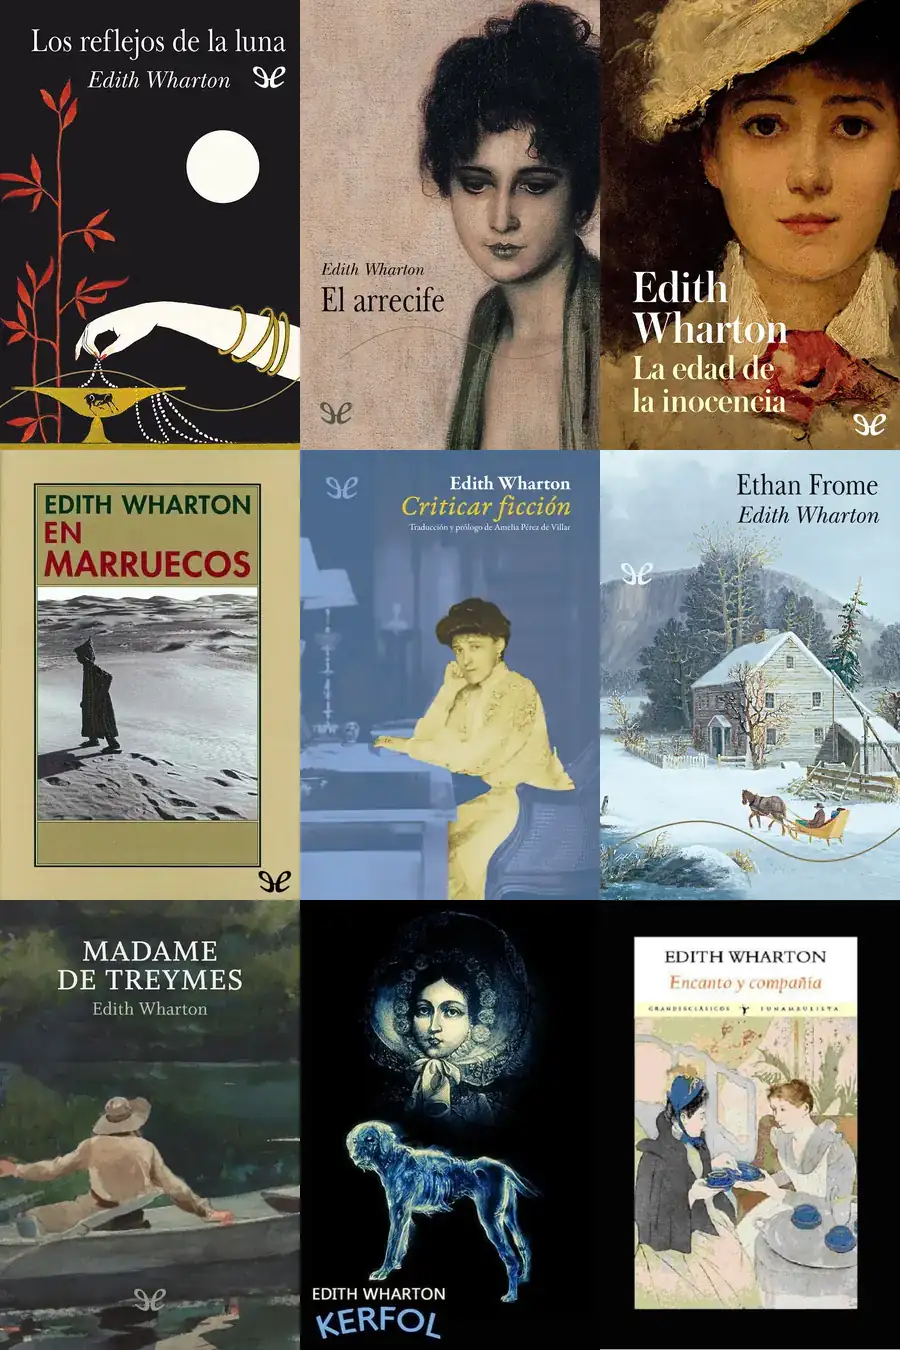 Los reflejos de la luna
Edith Wharton
Edith Wharton
El arrecife
Edith
Wharton
La edad de
la inocencia
EDITH WHARTON
EN
MARRUECOS
Edith Wharton
Criticar ficción
Traducción y prólogo de Amelia Pérez de Villar
Ethan Frome
Edith Wharton
MADAME
DE TREYMES
Edith Wharton
EDITH WHARTON
KERFOL
EDITH WHARTON
Encanto y compañía
GRANDES CLÁSICOS FUNAMBULISTA